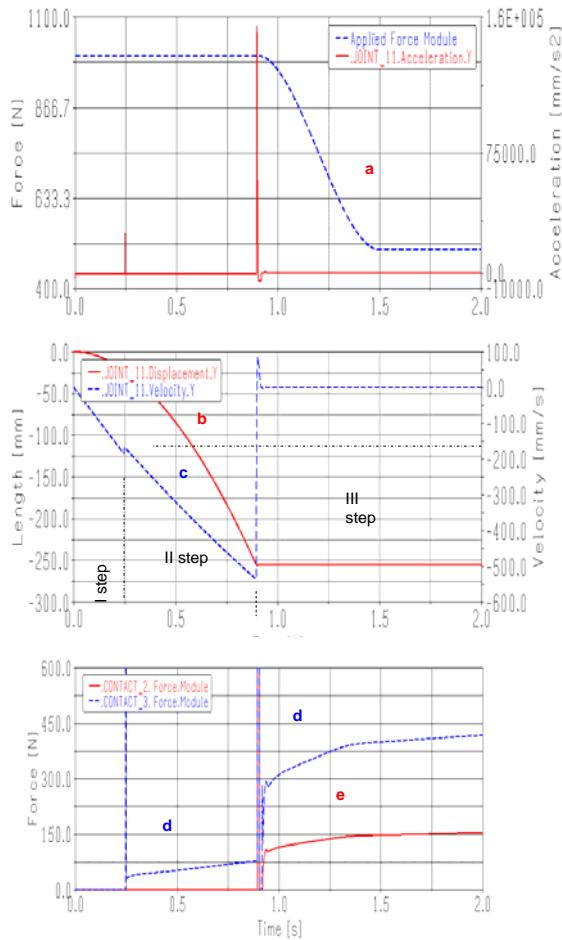 1100.0
866.7
633.3
400.0
Force [N]
Applied Force Module
.JOINT_11.Acceleration.Y
1.6E+005
75000.0
0.0
-10000.0
Acceleration [mm/s2]
a
0.0 0.5 1.0 1.5 2.0
0.0
-50.0
-100.0
-150.0
-200.0
-250.0
-300.0
Length [mm]
.JOINT_11.Displacement.Y
.JOINT_11.Velocity.Y
100.0
0.0
-100.0
-200.0
-300.0
-400.0
-500.0
-600.0
Velocity [mm/s]
b
c
I step
II step
III
step
0.0 0.5 1.0 1.5 2.0
600.0
450.0
300.0
150.0
0.0
Force [N]
.CONTACT_2.Force.Module
.CONTACT_3.Force.Module
d
d
e
0.0 0.5 1.0 1.5 2.0
Time [s]